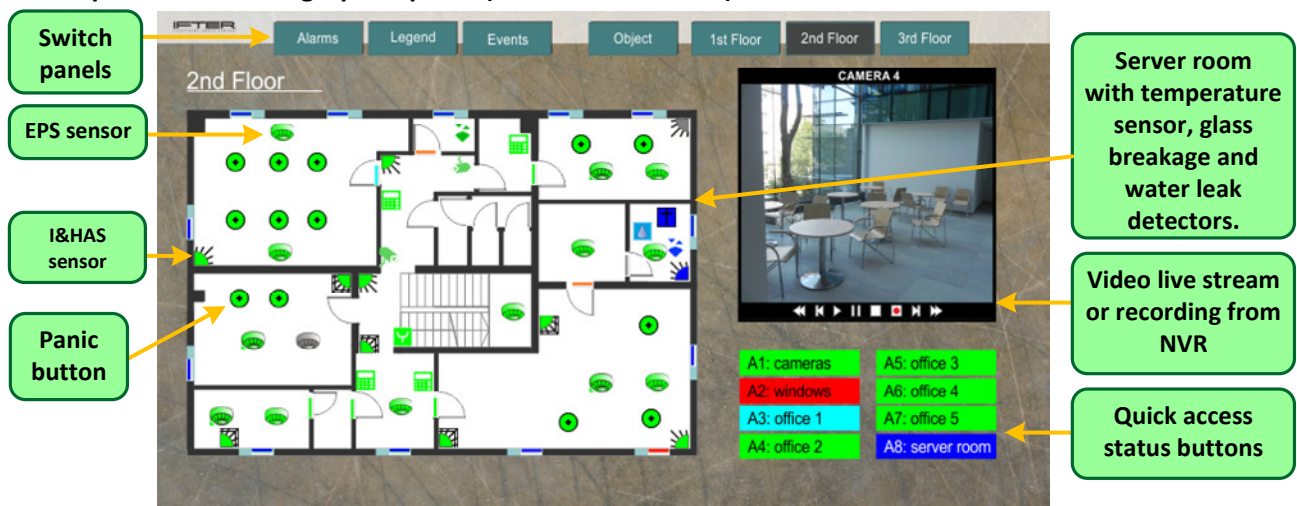 Switch
panels
IFTER
Alarms
Legend
Events
Object
1st Floor
2nd Floor
3rd Floor
2nd Floor
EPS sensor
I&HAS
sensor
Panic
button
CAMERA 4
Server room
with temperature
sensor, glass
breakage and
water leak
detectors.
Video live stream
or recording from
NVR
A1: cameras
A5: office 3
A2: windows
A6: office 4
A3: office 1
A7: office 5
A4: office 2
A8: server room
Quick access
status buttons